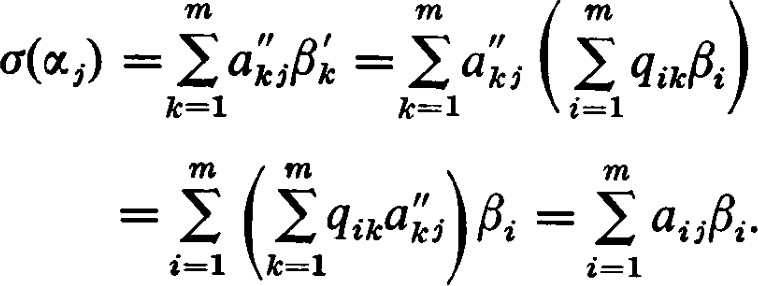 σ(α_j) = \sum_{k=1}^{m} a''_{kj} β'_k = \sum_{k=1}^{m} a''_{kj} \left( \sum_{i=1}^{m} q_{ik} β_i \right)
= \sum_{i=1}^{m} \left( \sum_{k=1}^{m} q_{ik} a''_{kj} \right) β_i = \sum_{i=1}^{m} a_{ij} β_i.